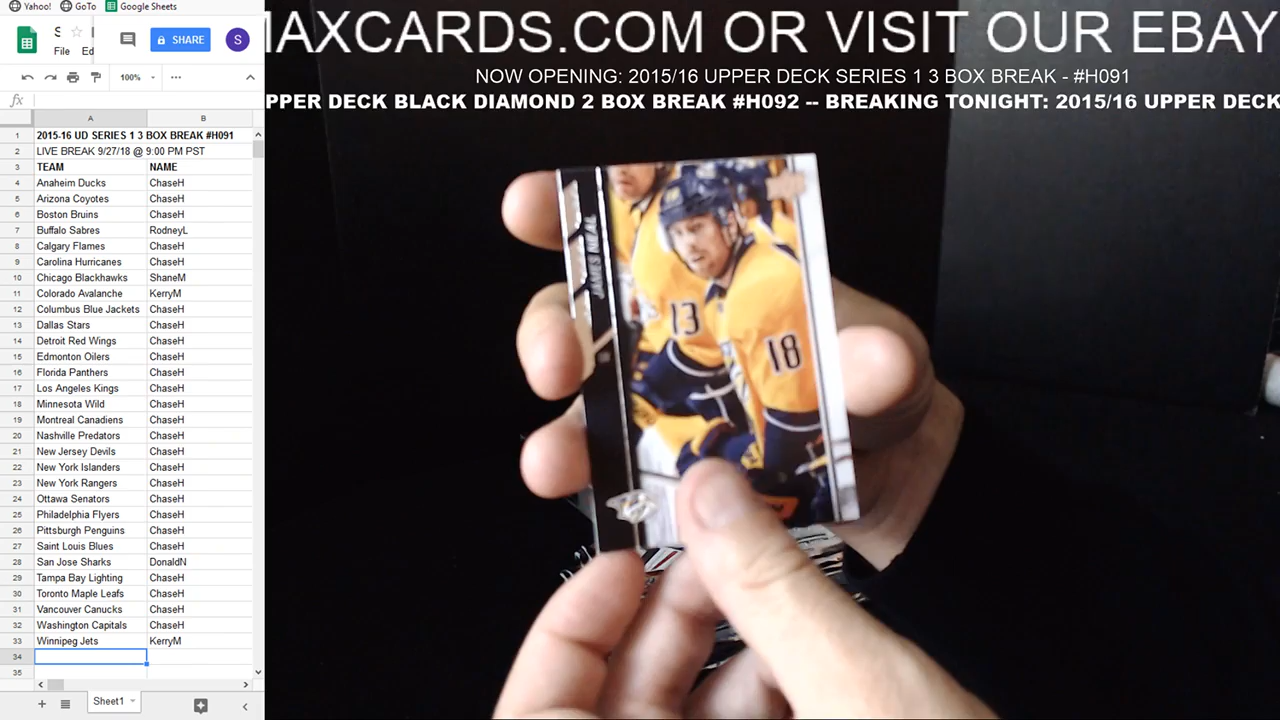 Yahoo! GoTo Google Sheets
S
File Ed
SHARE S
100%
fx
A B
1 2015-16 UD SERIES 1 3 BOX BREAK #H091
2 LIVE BREAK 9/27/18 @ 9:00 PM PST
3 TEAM NAME
4 Anaheim Ducks ChaseH
5 Arizona Coyotes ChaseH
6 Boston Bruins ChaseH
7 Buffalo Sabres RodneyL
8 Calgary Flames ChaseH
9 Carolina Hurricanes ChaseH
10 Chicago Blackhawks ShaneM
11 Colorado Avalanche KerryM
12 Columbus Blue Jackets ChaseH
13 Dallas Stars ChaseH
14 Detroit Red Wings ChaseH
15 Edmonton Oilers ChaseH
16 Florida Panthers ChaseH
17 Los Angeles Kings ChaseH
18 Minnesota Wild ChaseH
19 Montreal Canadiens ChaseH
20 Nashville Predators ChaseH
21 New Jersey Devils ChaseH
22 New York Islanders ChaseH
23 New York Rangers ChaseH
24 Ottawa Senators ChaseH
25 Philadelphia Flyers ChaseH
26 Pittsburgh Penguins ChaseH
27 Saint Louis Blues ChaseH
28 San Jose Sharks DonaldN
29 Tampa Bay Lighting ChaseH
30 Toronto Maple Leafs ChaseH
31 Vancouver Canucks ChaseH
32 Washington Capitals ChaseH
33 Winnipeg Jets KerryM
34
35
Sheet1
MAXCARDS.COM OR VISIT OUR EBAY
NOW OPENING: 2015/16 UPPER DECK SERIES 1 3 BOX BREAK - #H091
PPER DECK BLACK DIAMOND 2 BOX BREAK #H092 -- BREAKING TONIGHT: 2015/16 UPPER DECK
JAMES NEAL
13
18